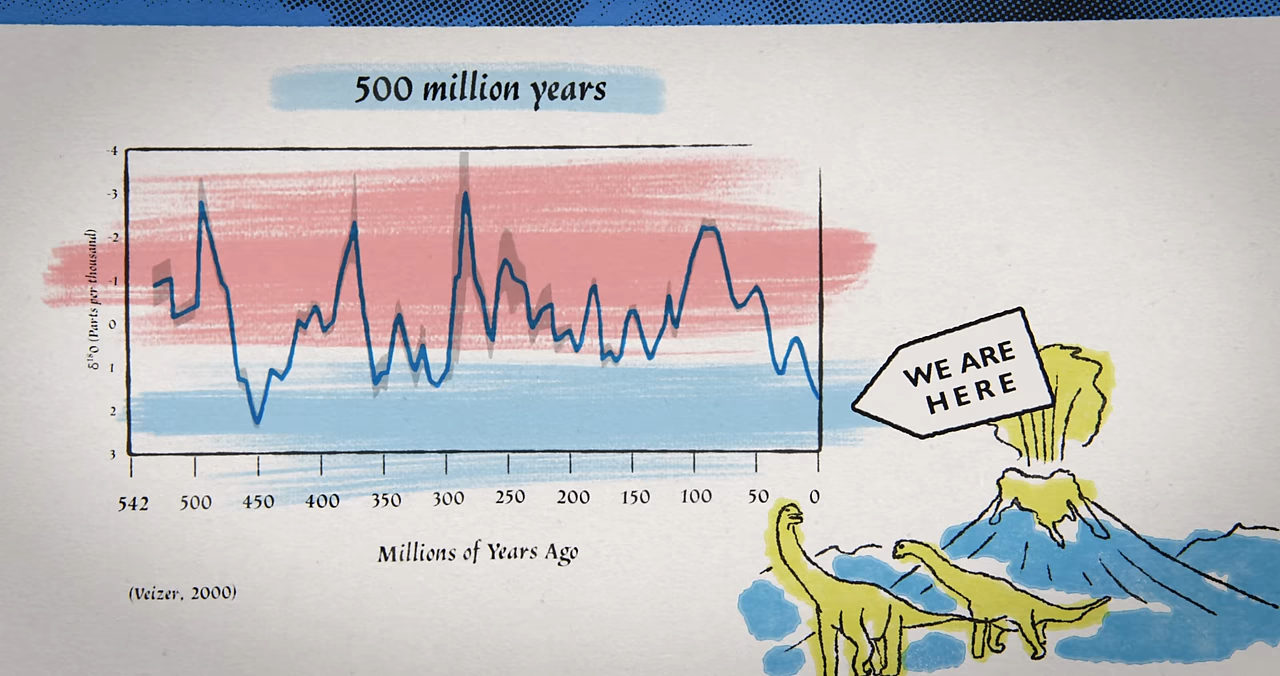 500 million years
-4
-3
-2
-1
0
1
2
3
δ¹⁸O (Parts per thousand)
542 500 450 400 350 300 250 200 150 100 50 0
Millions of Years Ago
(Veizer, 2000)
WE ARE
HERE